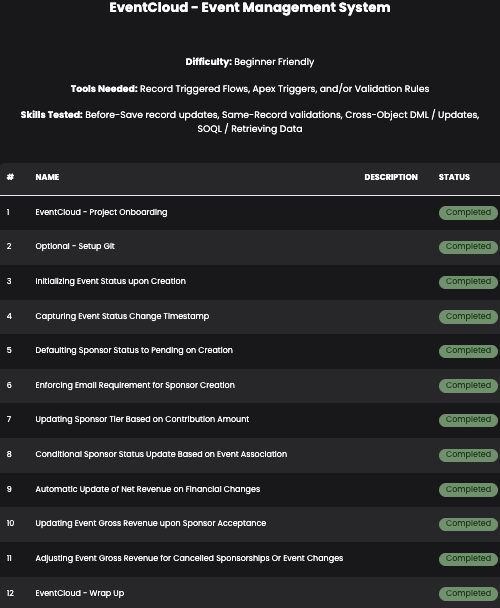 EventCloud - Event Management System
Difficulty: Beginner Friendly
Tools Needed: Record Triggered Flows, Apex Triggers, and/or Validation Rules
Skills Tested: Before-Save record updates, Same-Record validations, Cross-Object DML / Updates,
SOQL / Retrieving Data
# NAME DESCRIPTION STATUS
1 EventCloud - Project Onboarding Completed
2 Optional - Setup Git Completed
3 Initializing Event Status upon Creation Completed
4 Capturing Event Status Change Timestamp Completed
5 Defaulting Sponsor Status to Pending on Creation Completed
6 Enforcing Email Requirement for Sponsor Creation Completed
7 Updating Sponsor Tier Based on Contribution Amount Completed
8 Conditional Sponsor Status Update Based on Event Association Completed
9 Automatic Update of Net Revenue on Financial Changes Completed
10 Updating Event Gross Revenue upon Sponsor Acceptance Completed
11 Adjusting Event Gross Revenue for Cancelled Sponsorships Or Event Changes Completed
12 EventCloud - Wrap Up Completed